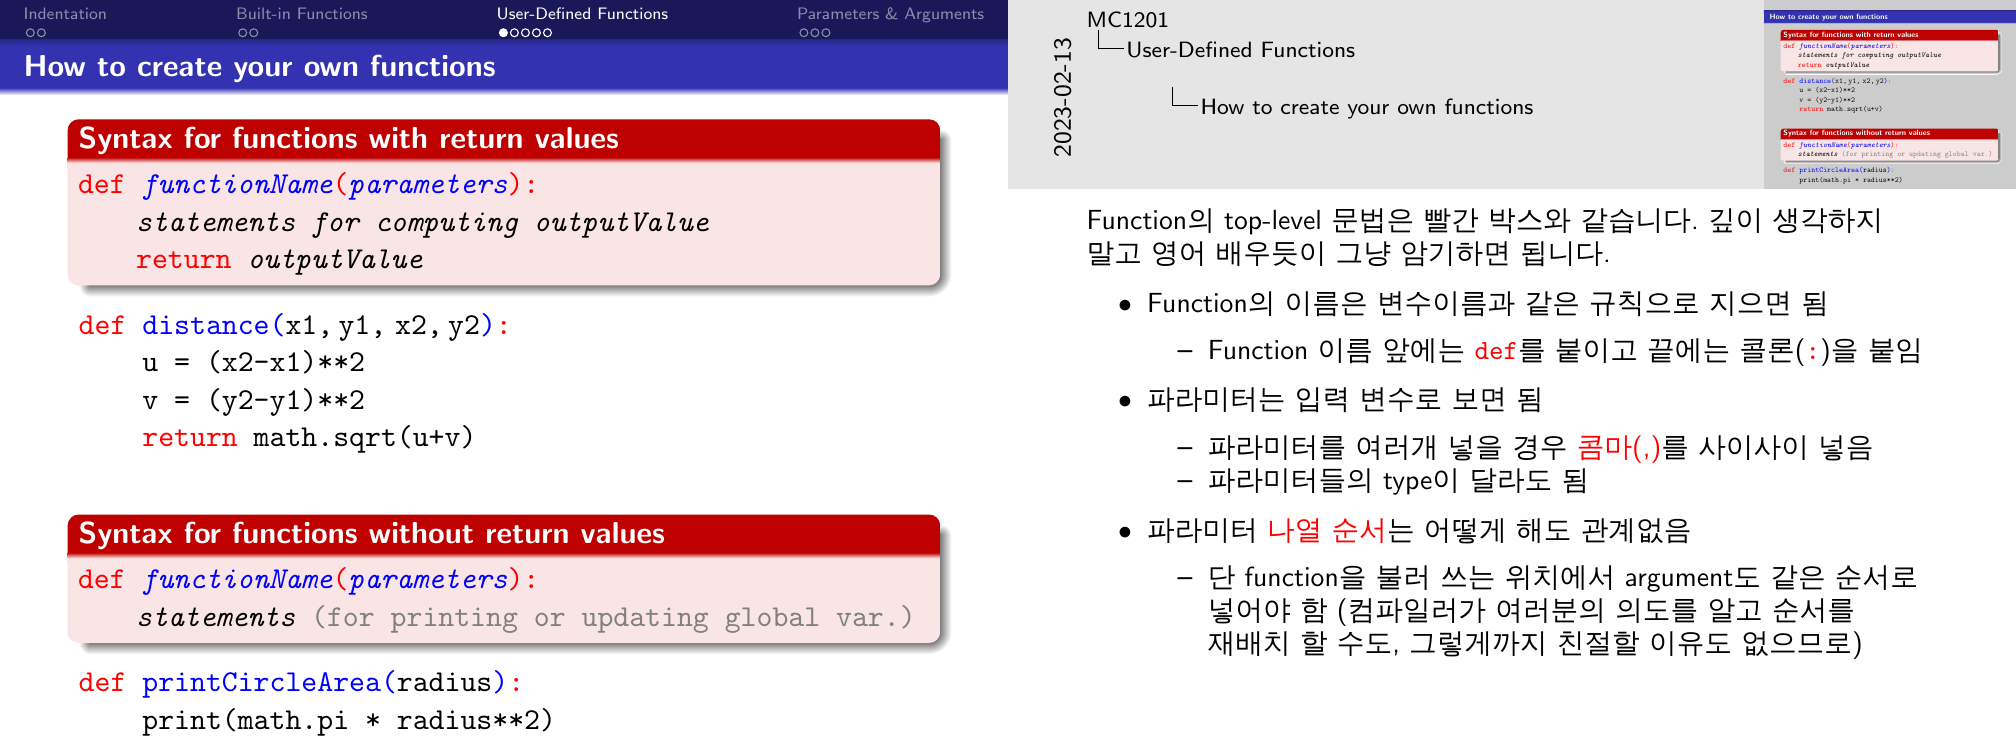 Indentation
Built-in Functions
User-Defined Functions
Parameters & Arguments
How to create your own functions
Syntax for functions with return values
def functionName(parameters):
statements for computing outputValue
return outputValue
def distance(x1, y1, x2, y2):
u = (x2-x1)**2
v = (y2-y1)**2
return math.sqrt(u+v)
Syntax for functions without return values
def functionName(parameters):
statements (for printing or updating global var.)
def printCircleArea(radius):
print(math.pi * radius**2)
2023-02-13
MC1201
User-Defined Functions
How to create your own functions
How to create your own functions
Syntax for functions with return values
def functionName(parameters):
statements for computing outputValue
return outputValue
def distance(x1, y1, x2, y2):
u = (x2-x1)**2
v = (y2-y1)**2
return math.sqrt(u+v)
Syntax for functions without return values
def functionName(parameters):
statements (for printing or updating global var.)
def printCircleArea(radius):
print(math.pi * radius**2)
Function의 top-level 문법은 빨간 박스와 같습니다. 깊이 생각하지
말고 영어 배우듯이 그냥 암기하면 됩니다.
• Function의 이름은 변수이름과 같은 규칙으로 지으면 됨
– Function 이름 앞에는 def를 붙이고 끝에는 콜론(:)을 붙임
• 파라미터는 입력 변수로 보면 됨
– 파라미터를 여러개 넣을 경우 콤마(,)를 사이사이 넣음
– 파라미터들의 type이 달라도 됨
• 파라미터 나열 순서는 어떻게 해도 관계없음
– 단 function을 불러 쓰는 위치에서 argument도 같은 순서로
넣어야 함 (컴파일러가 여러분의 의도를 알고 순서를
재배치 할 수도, 그렇게까지 친절할 이유도 없으므로)